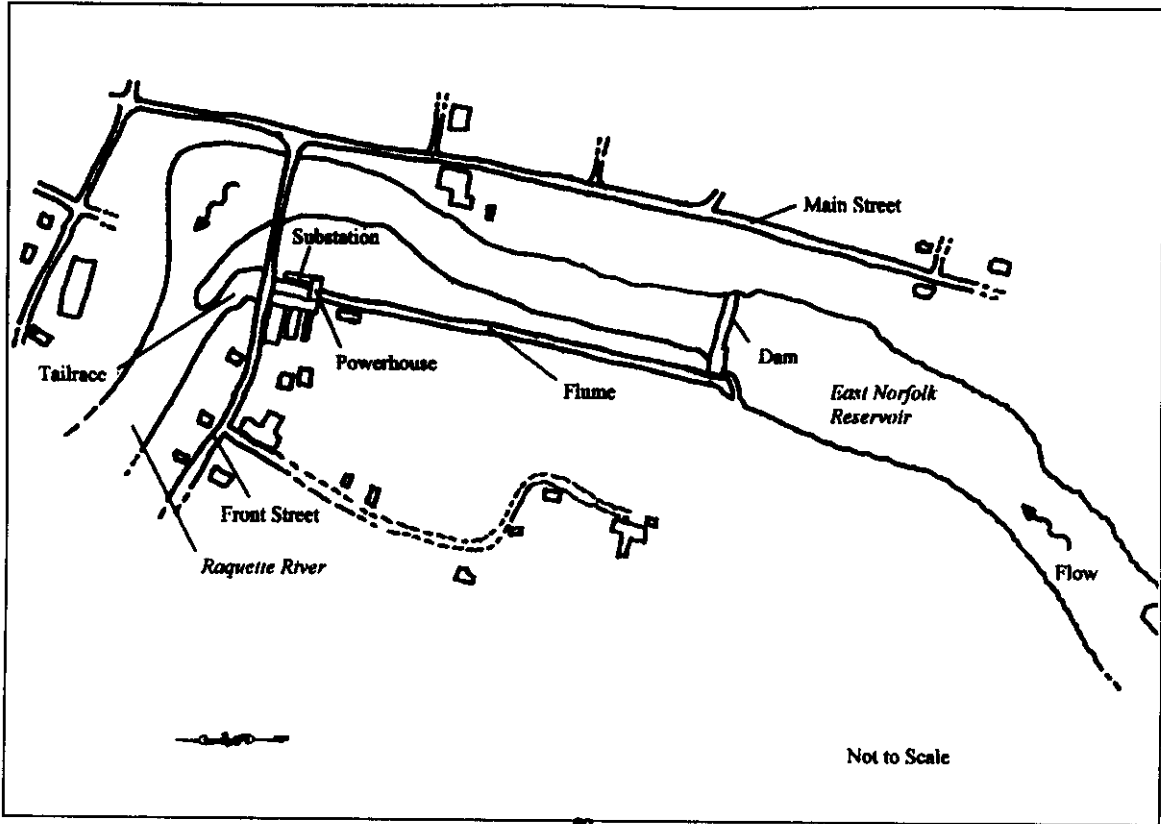 Main Street
Substation
Tailrace
Powerhouse
Dam
Flume
East Norfolk
Reservoir
Front Street
Raquette River
Flow
Not to Scale